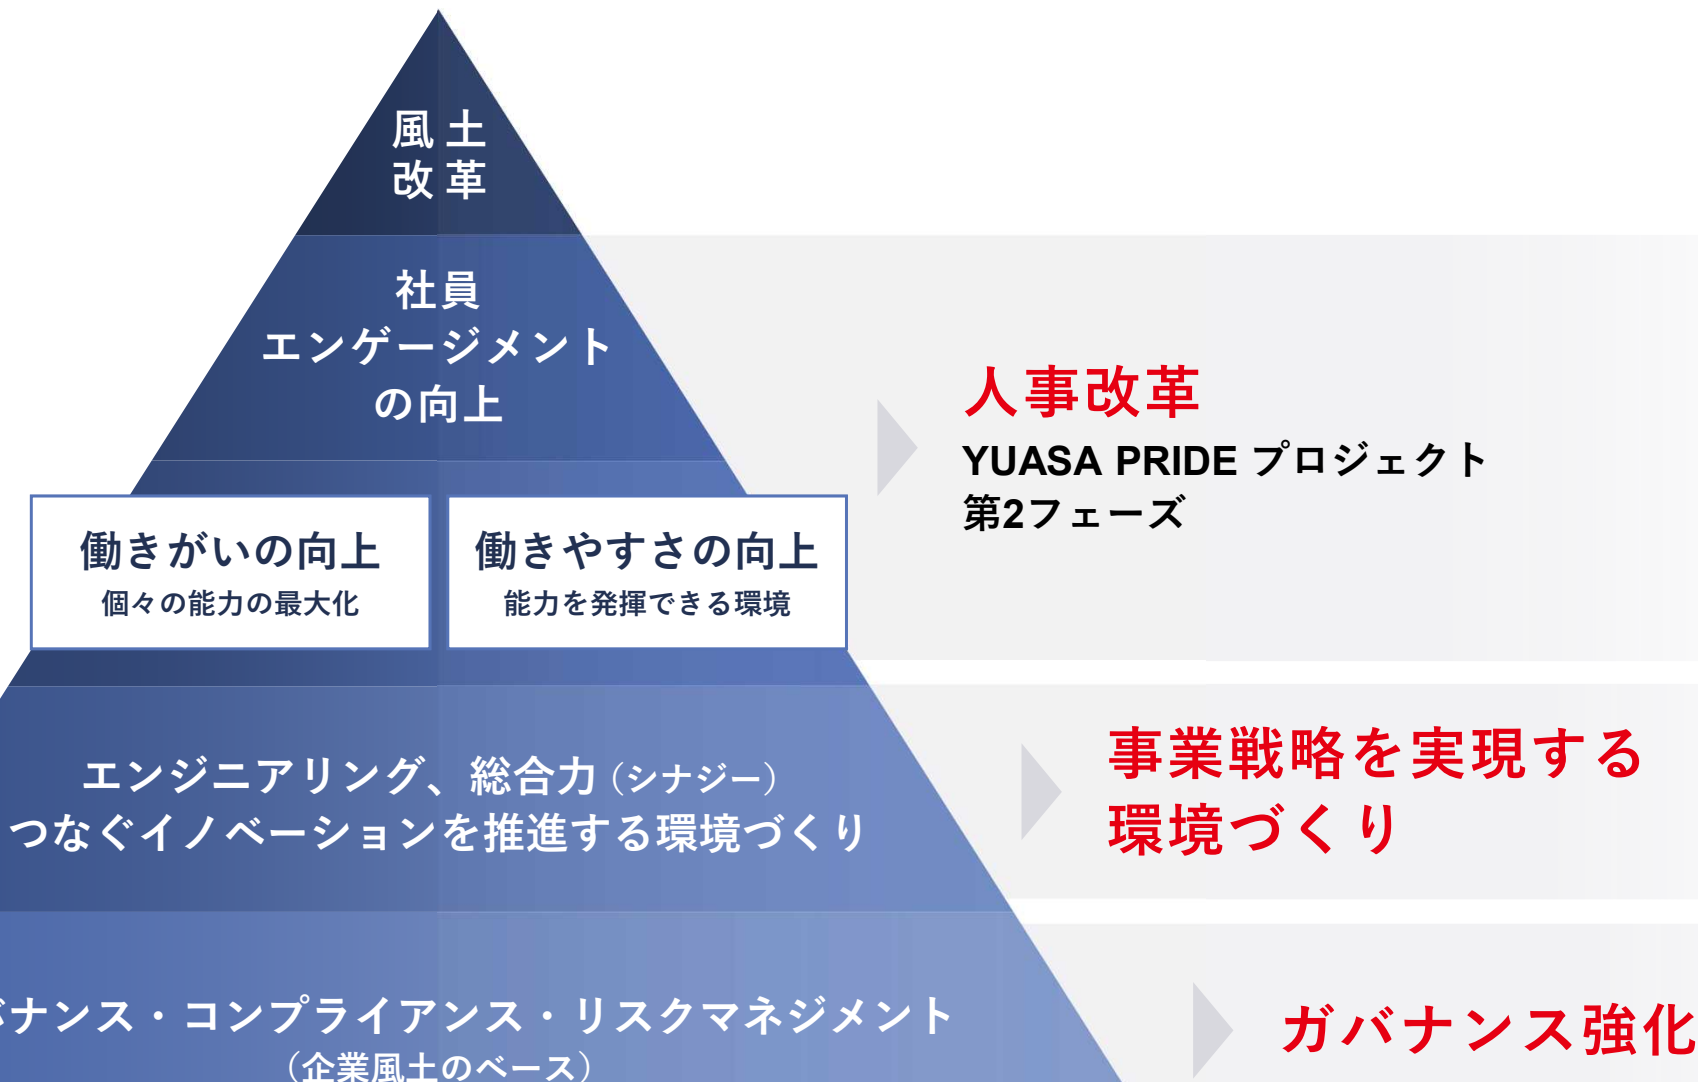 風土
改革
社員
エンゲージメント
の向上
人事改革
YUASA PRIDE プロジェクト
第2フェーズ
働きがいの向上
個々の能力の最大化
働きやすさの向上
能力を発揮できる環境
エンジニアリング、総合力(シナジー)
つなぐイノベーションを推進する環境づくり
事業戦略を実現する
環境づくり
バナンス・コンプライアンス・リスクマネジメント
(企業風土のベース)
ガバナンス強化